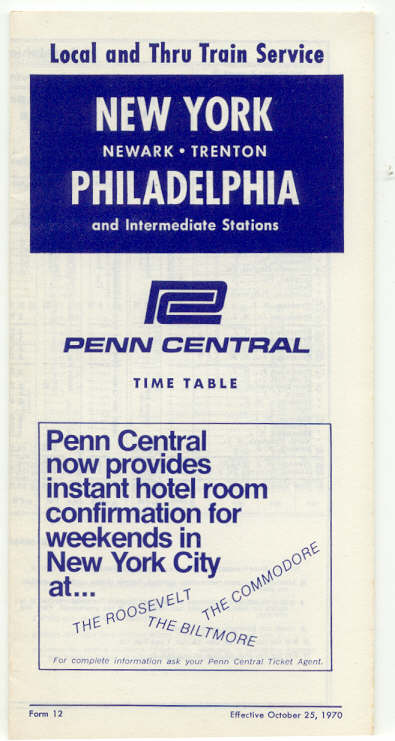 Local and Thru Train Service
NEW YORK
NEWARK • TRENTON
PHILADELPHIA
and Intermediate Stations
PENN CENTRAL
TIME TABLE
Penn Central
now provides
instant hotel room
confirmation for
weekends in
New York City
at...
THE ROOSEVELT
THE COMMODORE
THE BILTMORE
For complete information ask your Penn Central Ticket Agent.
Form 12
Effective October 25, 1970